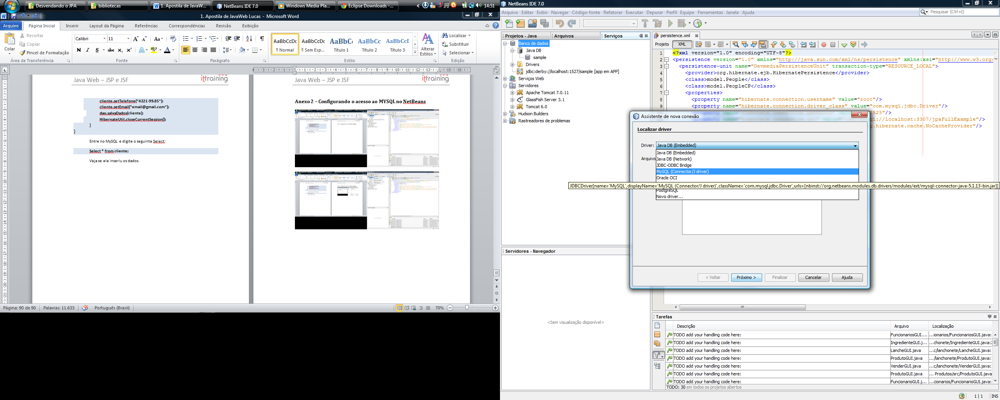 Desvendando o JPA
bibliotecas
1. Apostila de JavaW...
NetBeans IDE 7.0
Windows Media Pla...
Eclipse Downloads -...
14:51
1. Apostila de JavaWeb Lucas - Microsoft Word
Arquivo Página Inicial Inserir Layout da Página Referências Correspondências Revisão Exibição
Colar
Recortar
Copiar
Pincel de Formatação
Área de Transferência
Calibri 11
N I S abc x₂ x² Aa
Fonte
Parágrafo
AaBbCcDc AaBbCcDc AaBbC AaBbCc AaBbCcI
¶ Normal ¶ Sem Esp... Título 1 Título 2 Título 3
Alterar Estilos
Estilo
Localizar
Substituir
Selecionar
Edição
Java Web – JSP e JSF
ittraining
cliente.setTelefone("4221-99.85");
cliente.setEmail("email@gmail.com");
dao.salvaDados(cliente);
HibernateUtil.closeCurrentSession();
}
}
Entre no MySQL e digite o seguinte Select:
Select * from cliente;
Veja se ele inseriu os dados.
Java Web – JSP e JSF
ittraining
Anexo 2 – Configurando o acesso ao MYSQL no NetBeans
Página: 90 de 90 Palavras: 11.633 Português (Brasil) 70%
NetBeans IDE 7.0
Arquivo Editar Exibir Navegar Código-fonte Refatorar Executar Depurar Perfil Equipe Ferramentas Janela Ajuda
Pesquisar (Ctrl+I)
Projetos - Java Arquivos Serviços
Banco de dados
Java DB
sample
Drivers
jdbc:derby://localhost:1527/sample [app em APP]
Serviços Web
Servidores
Apache Tomcat 7.0.11
GlassFish Server 3.1
Tomcat 6.0
Hudson Builders
Rastreadores de problemas
Servidores - Navegador
<Sem visualização disponível>
persistence.xml
Projeto XML
1 <?xml version="1.0" encoding="UTF-8"?>
2 <persistence version="1.0" xmlns="http://java.sun.com/xml/ns/persistence" xmlns:xsi="http://www.w3.org/
3 <persistence-unit name="DevmediaPersistenceUnit" transaction-type="RESOURCE_LOCAL">
4 <provider>org.hibernate.ejb.HibernatePersistence</provider>
5 <class>model.People</class>
6 <class>model.PeopleCP</class>
7 <properties>
8 <property name="hibernate.connection.username" value="root"/>
9 <property name="hibernate.connection.driver_class" value="com.mysql.jdbc.Driver"/>
2525"/>
ql://localhost:3307/jpaFullExample"/>
g.hibernate.cache.NoCacheProvider"/>
Assistente de nova conexão
Localizar driver
Driver: Java DB (Embedded)
Arquivo
Java DB (Embedded)
Java DB (Network)
JDBC-ODBC Bridge
MySQL (Connector/J driver)
Oracle OCI
JDBCDriver[name='MySQL',displayName='MySQL (Connector/J driver)',className='com.mysql.jdbc.Driver',urls=[nbinst://org.netbeans.modules.db.drivers/modules/ext/mysql-connector-java-5.1.13-bin.jar]]
PostgreSQL
Novo driver...
< Voltar Próximo > Finalizar Cancelar Ajuda
Tarefas
Descrição Arquivo Localização
TODO add your handling code here: FuncionariosGUI.... ...ionarios/FuncionariosGUI.java:
TODO add your handling code here: IngredienteGUI.j... ...chonete/IngredienteGUI.java:
TODO add your handling code here: LancheGUI.java ...c/lanchonete/LancheGUI.java:
TODO add your handling code here: ProdutoGUI.java .../lanchonete/ProdutoGUI.java:
TODO add your handling code here: VenderGUI.java ...c/lanchonete/VenderGUI.java:
TODO add your handling code here: ProdutoGUI.java ... Produtos/src/ProdutoGUI.java
TODO add your handling code here: FuncionarioGUI.j... ...cionarios/FuncionarioGUI.java:
TODO: 30 em todos os projetos abertos
1 | 1 INS